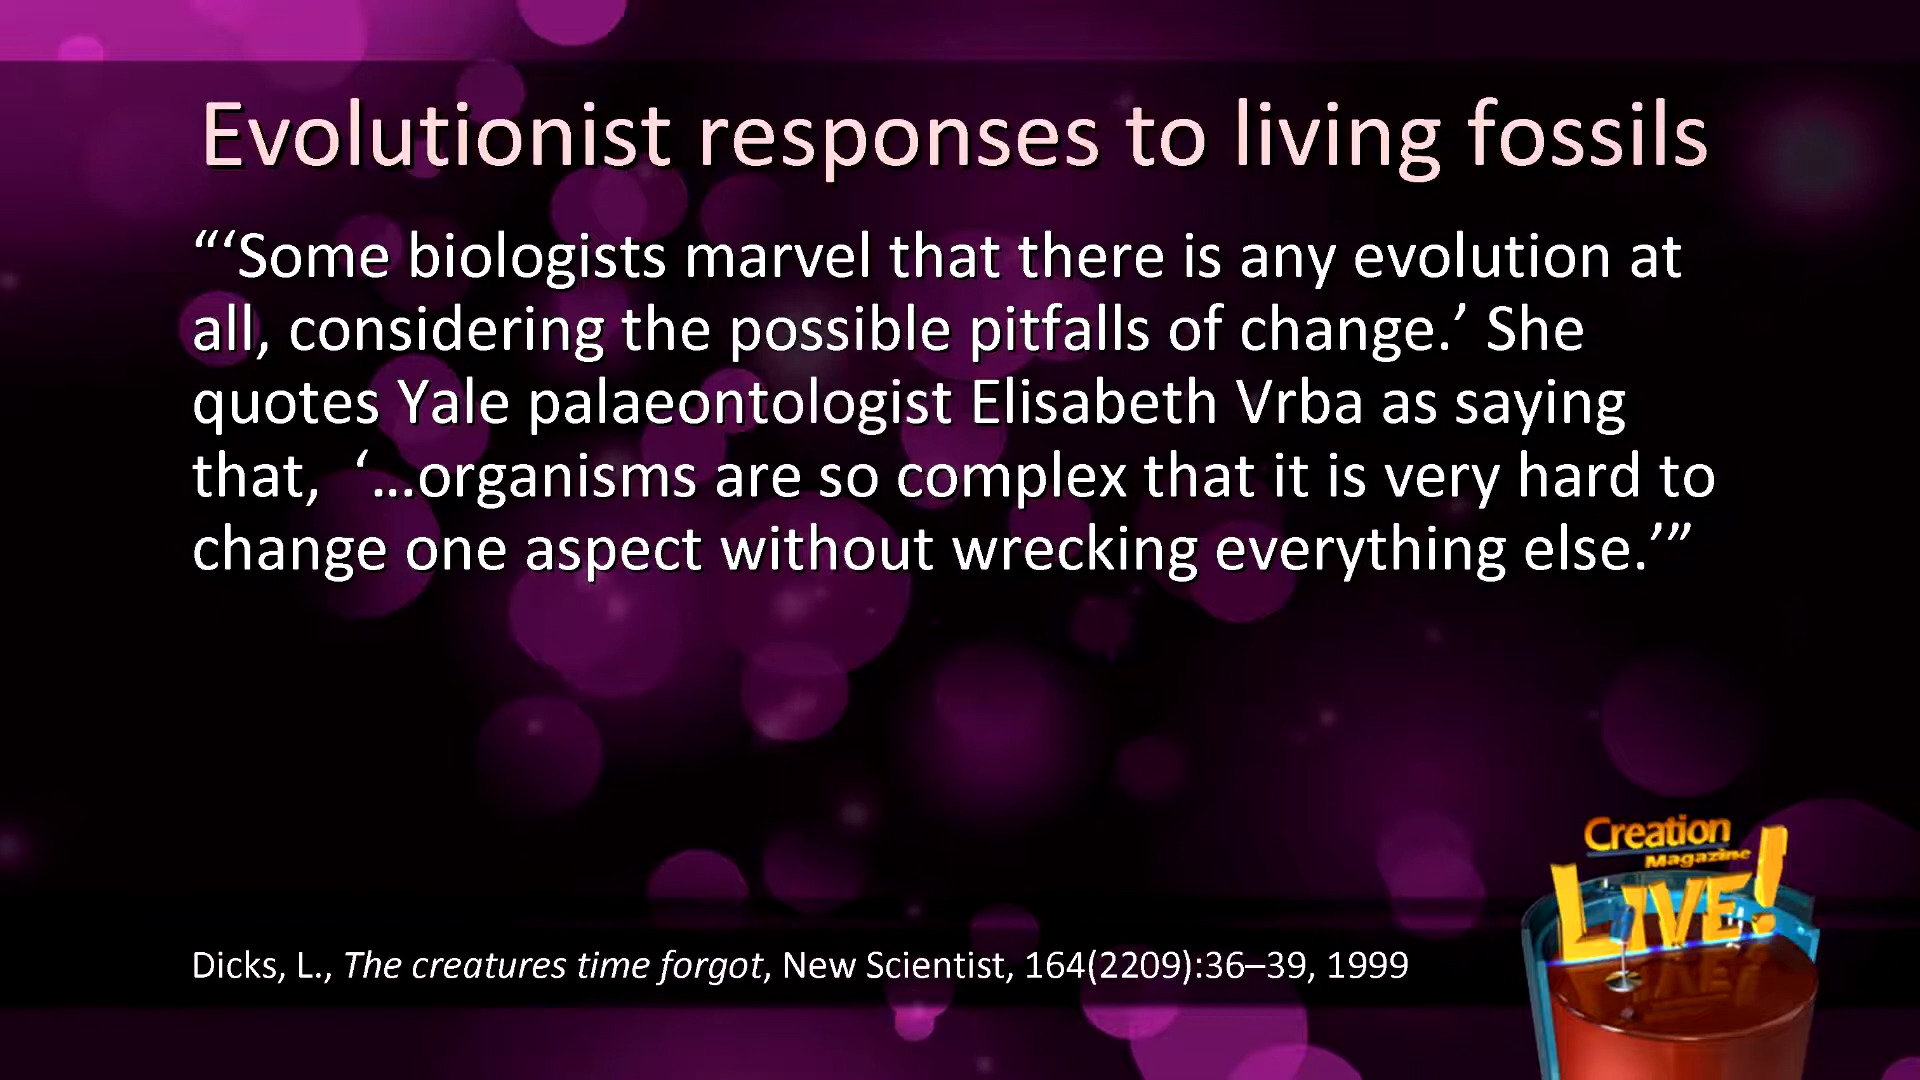 Evolutionist responses to living fossils
“‘Some biologists marvel that there is any evolution at
all, considering the possible pitfalls of change.’ She
quotes Yale palaeontologist Elisabeth Vrba as saying
that, ‘…organisms are so complex that it is very hard to
change one aspect without wrecking everything else.’”
Dicks, L., The creatures time forgot, New Scientist, 164(2209):36–39, 1999
Creation
Magazine
LIVE!